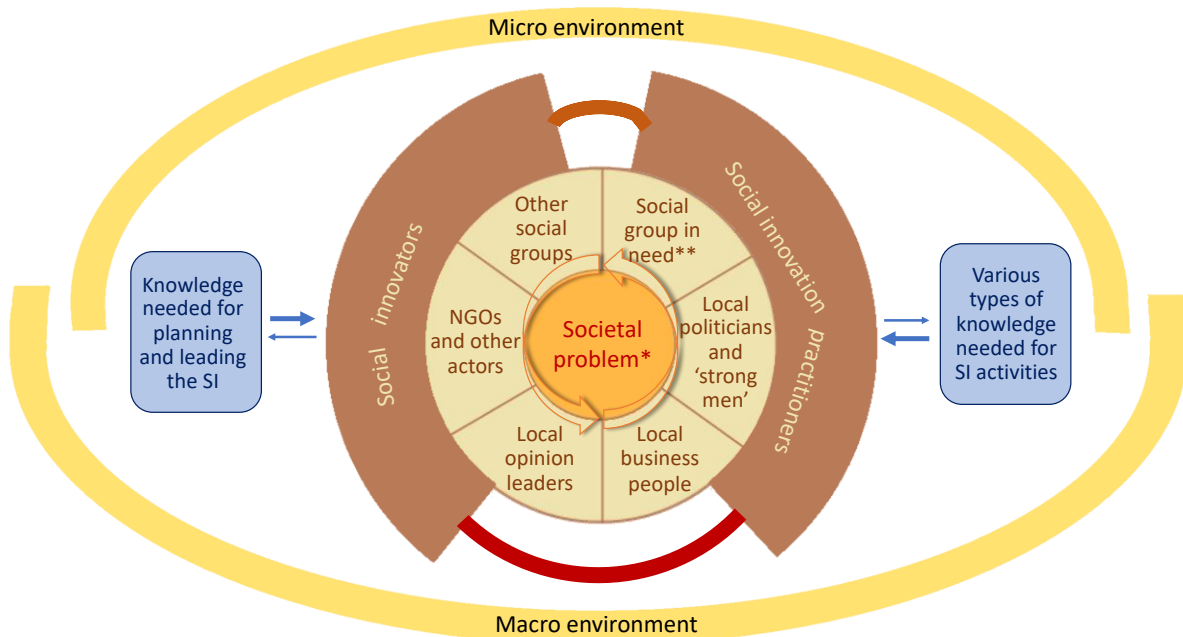 Micro environment
Social innovators
Social innovation practitioners
Other
social
groups
Social
group in
need**
Knowledge
needed for
planning
and leading
the SI
NGOs
and other
actors
Societal
problem*
Local
politicians
and
‘strong
men’
Various
types of
knowledge
needed for
SI activities
Local
opinion
leaders
Local
business
people
Macro environment